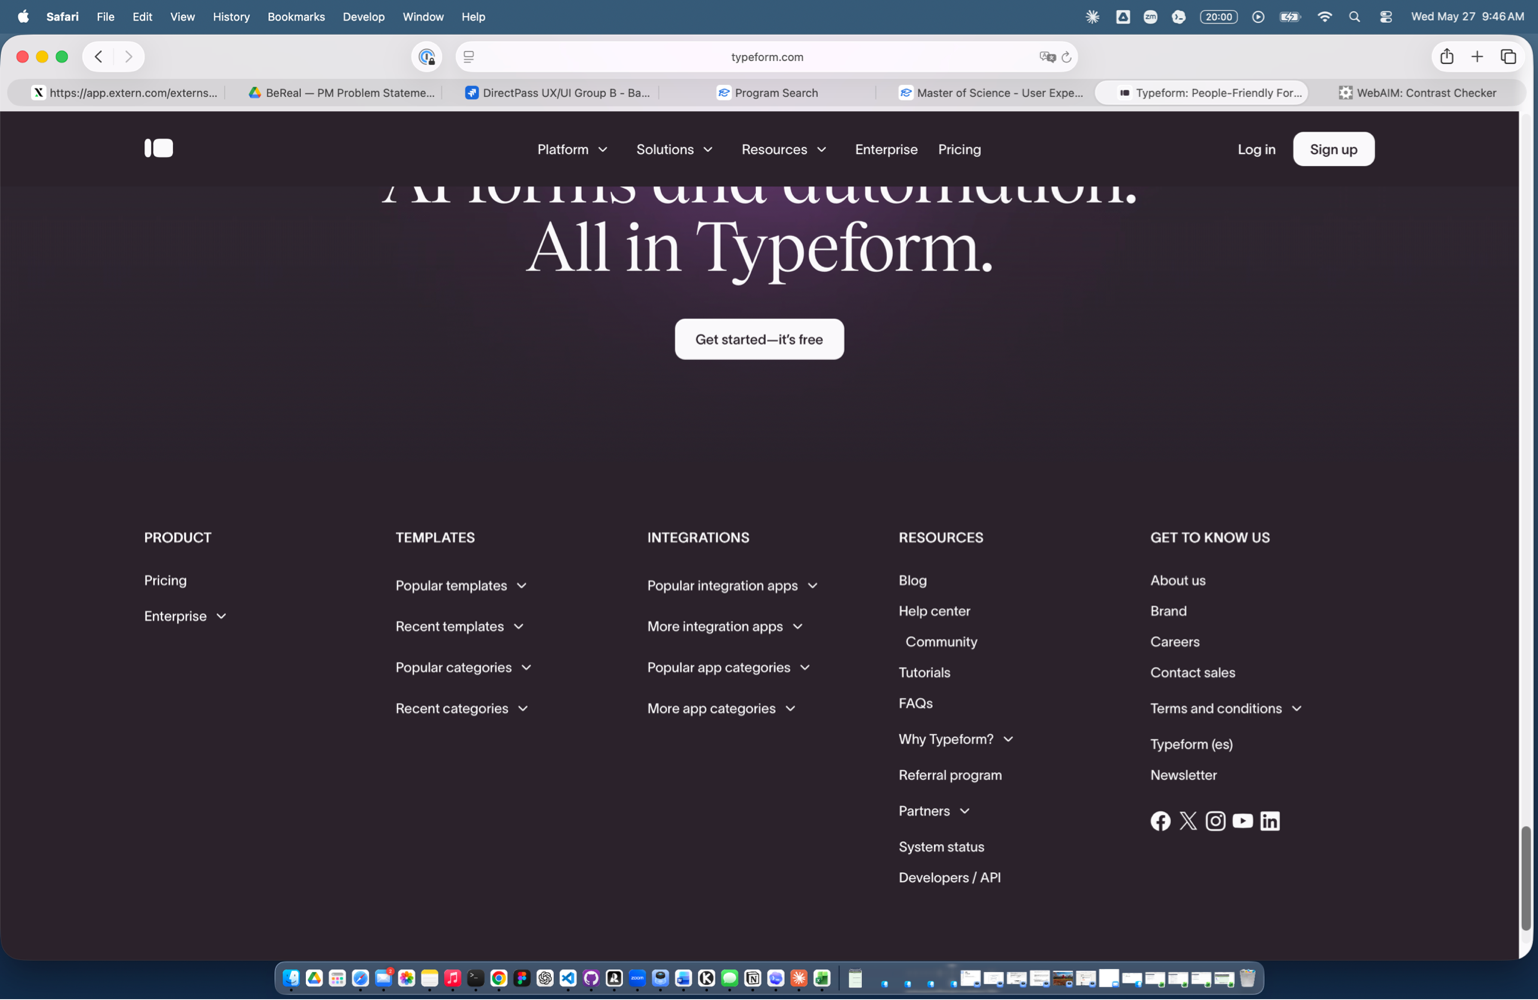 Safari File Edit View History Bookmarks Develop Window Help 20:00 Wed May 27 9:46 AM
typeform.com
https://app.extern.com/externs... BeReal — PM Problem Stateme... DirectPass UX/UI Group B - Ba... Program Search Master of Science - User Expe... Typeform: People-Friendly For... WebAIM: Contrast Checker
Platform Solutions Resources Enterprise Pricing Log in Sign up
AI forms and automation.
All in Typeform.
Get started—it's free
PRODUCT
Pricing
Enterprise
TEMPLATES
Popular templates
Recent templates
Popular categories
Recent categories
INTEGRATIONS
Popular integration apps
More integration apps
Popular app categories
More app categories
RESOURCES
Blog
Help center
Community
Tutorials
FAQs
Why Typeform?
Referral program
Partners
System status
Developers / API
GET TO KNOW US
About us
Brand
Careers
Contact sales
Terms and conditions
Typeform (es)
Newsletter